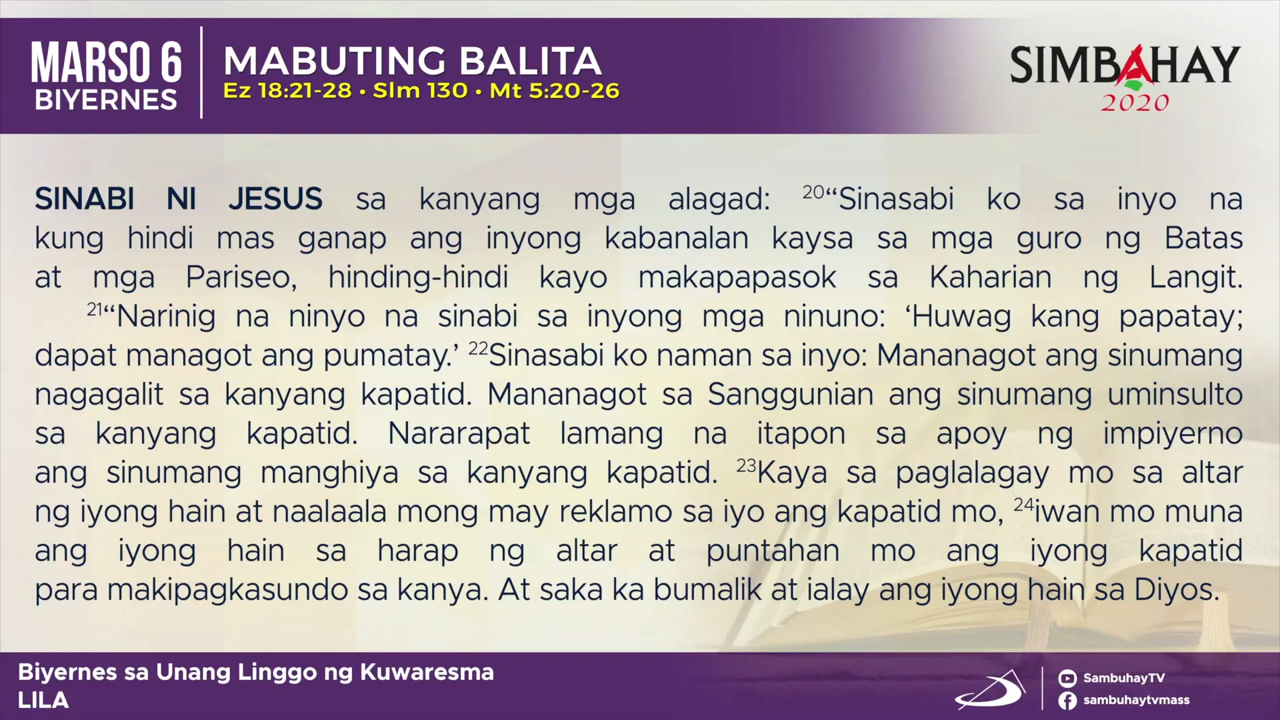 MARSO 6
BIYERNES
MABUTING BALITA
Ez 18:21-28 • Slm 130 • Mt 5:20-26
SIMBAHAY
2020
SINABI NI JESUS sa kanyang mga alagad: 20“Sinasabi ko sa inyo na
kung hindi mas ganap ang inyong kabanalan kaysa sa mga guro ng Batas
at mga Pariseo, hinding-hindi kayo makapapasok sa Kaharian ng Langit.
21“Narinig na ninyo na sinabi sa inyong mga ninuno: ‘Huwag kang papatay;
dapat managot ang pumatay.’ 22Sinasabi ko naman sa inyo: Mananagot ang sinumang
nagagalit sa kanyang kapatid. Mananagot sa Sanggunian ang sinumang uminsulto
sa kanyang kapatid. Nararapat lamang na itapon sa apoy ng impiyerno
ang sinumang manghiya sa kanyang kapatid. 23Kaya sa paglalagay mo sa altar
ng iyong hain at naalaala mong may reklamo sa iyo ang kapatid mo, 24iwan mo muna
ang iyong hain sa harap ng altar at puntahan mo ang iyong kapatid
para makipagkasundo sa kanya. At saka ka bumalik at ialay ang iyong hain sa Diyos.
Biyernes sa Unang Linggo ng Kuwaresma
LILA
SambuhayTV
sambuhaytvmass